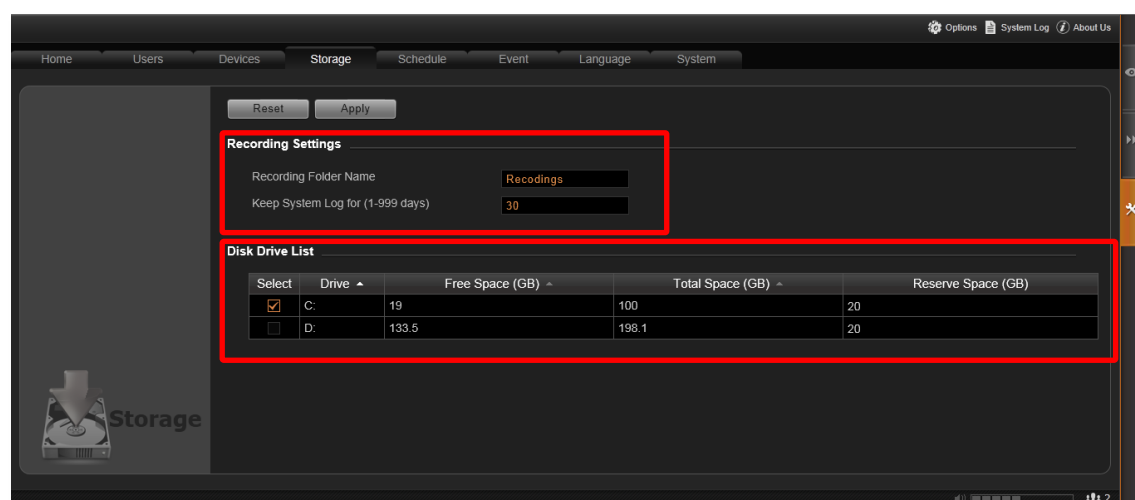 Options System Log About Us
Home Users Devices Storage Schedule Event Language System
Reset Apply
Recording Settings
Recording Folder Name Recodings
Keep System Log for (1-999 days) 30
Disk Drive List
Select Drive Free Space (GB) Total Space (GB) Reserve Space (GB)
C: 19 100 20
D: 133.5 198.1 20
Storage
2